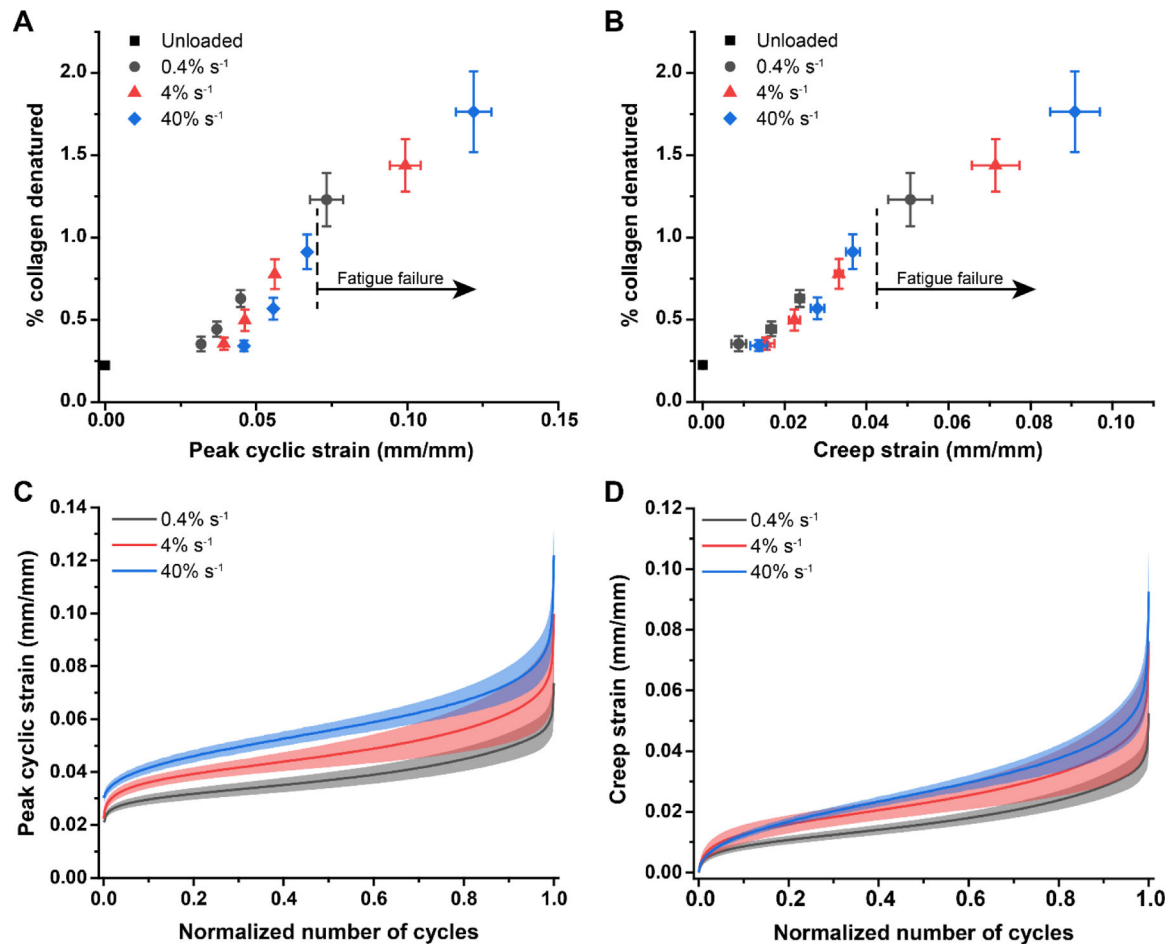 A
Unloaded
0.4% s⁻¹
4% s⁻¹
40% s⁻¹
% collagen denatured
2.0
1.5
1.0
0.5
0.0
Fatigue failure
0.00
0.05
0.10
0.15
Peak cyclic strain (mm/mm)
B
Unloaded
0.4% s⁻¹
4% s⁻¹
40% s⁻¹
% collagen denatured
2.0
1.5
1.0
0.5
0.0
Fatigue failure
0.00
0.02
0.04
0.06
0.08
0.10
Creep strain (mm/mm)
C
0.4% s⁻¹
4% s⁻¹
40% s⁻¹
Peak cyclic strain (mm/mm)
0.14
0.12
0.10
0.08
0.06
0.04
0.02
0.00
0.0
0.2
0.4
0.6
0.8
1.0
Normalized number of cycles
D
0.4% s⁻¹
4% s⁻¹
40% s⁻¹
Creep strain (mm/mm)
0.12
0.10
0.08
0.06
0.04
0.02
0.00
0.0
0.2
0.4
0.6
0.8
1.0
Normalized number of cycles